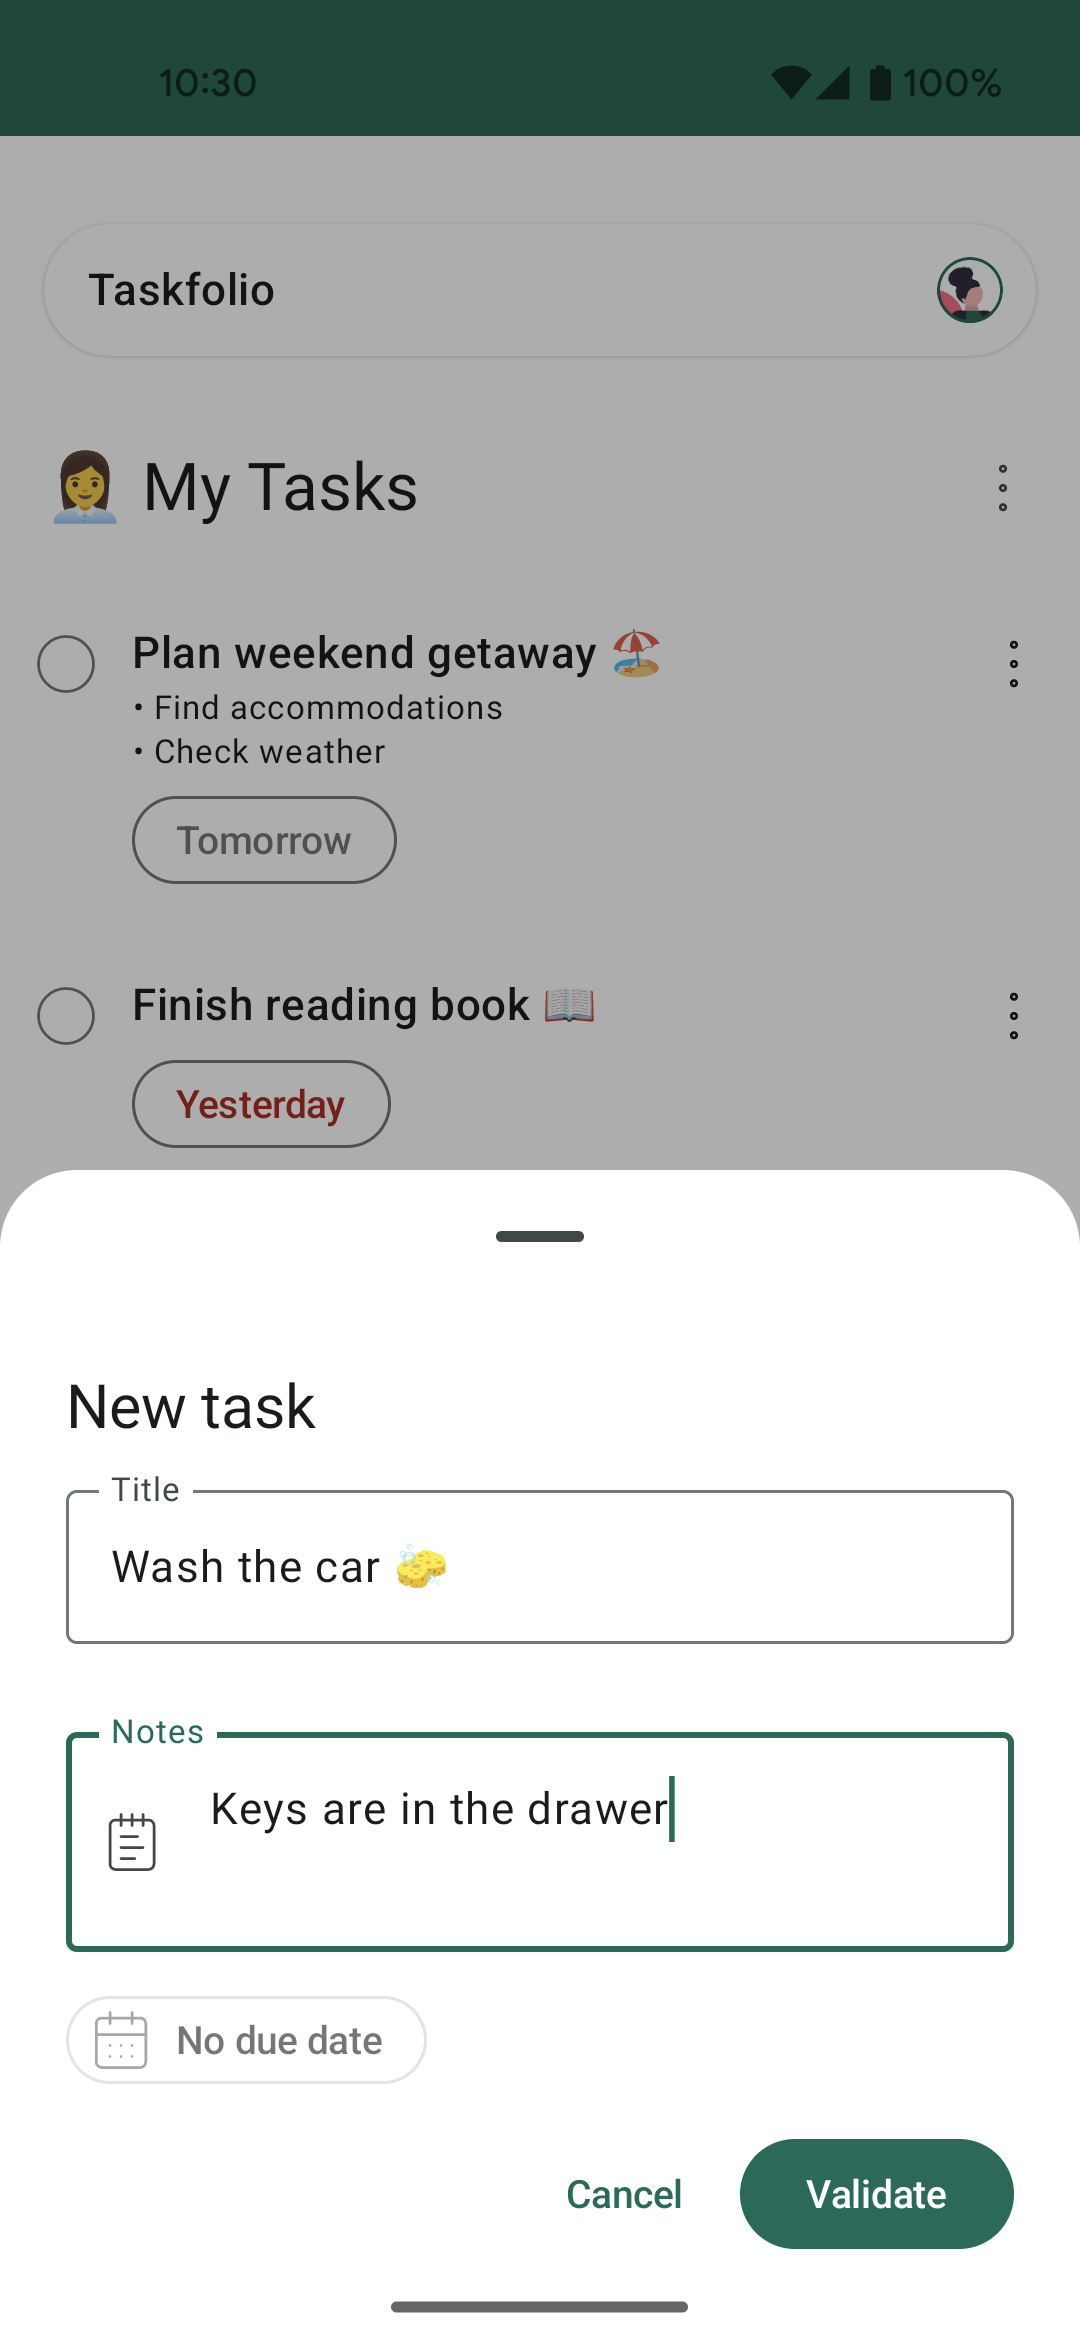 10:30 100%
Taskfolio
👩‍💼 My Tasks
Plan weekend getaway 🏖️
• Find accommodations
• Check weather
Tomorrow
Finish reading book 📖
Yesterday
New task
Title
Wash the car 🧽
Notes
Keys are in the drawer
No due date
Cancel Validate